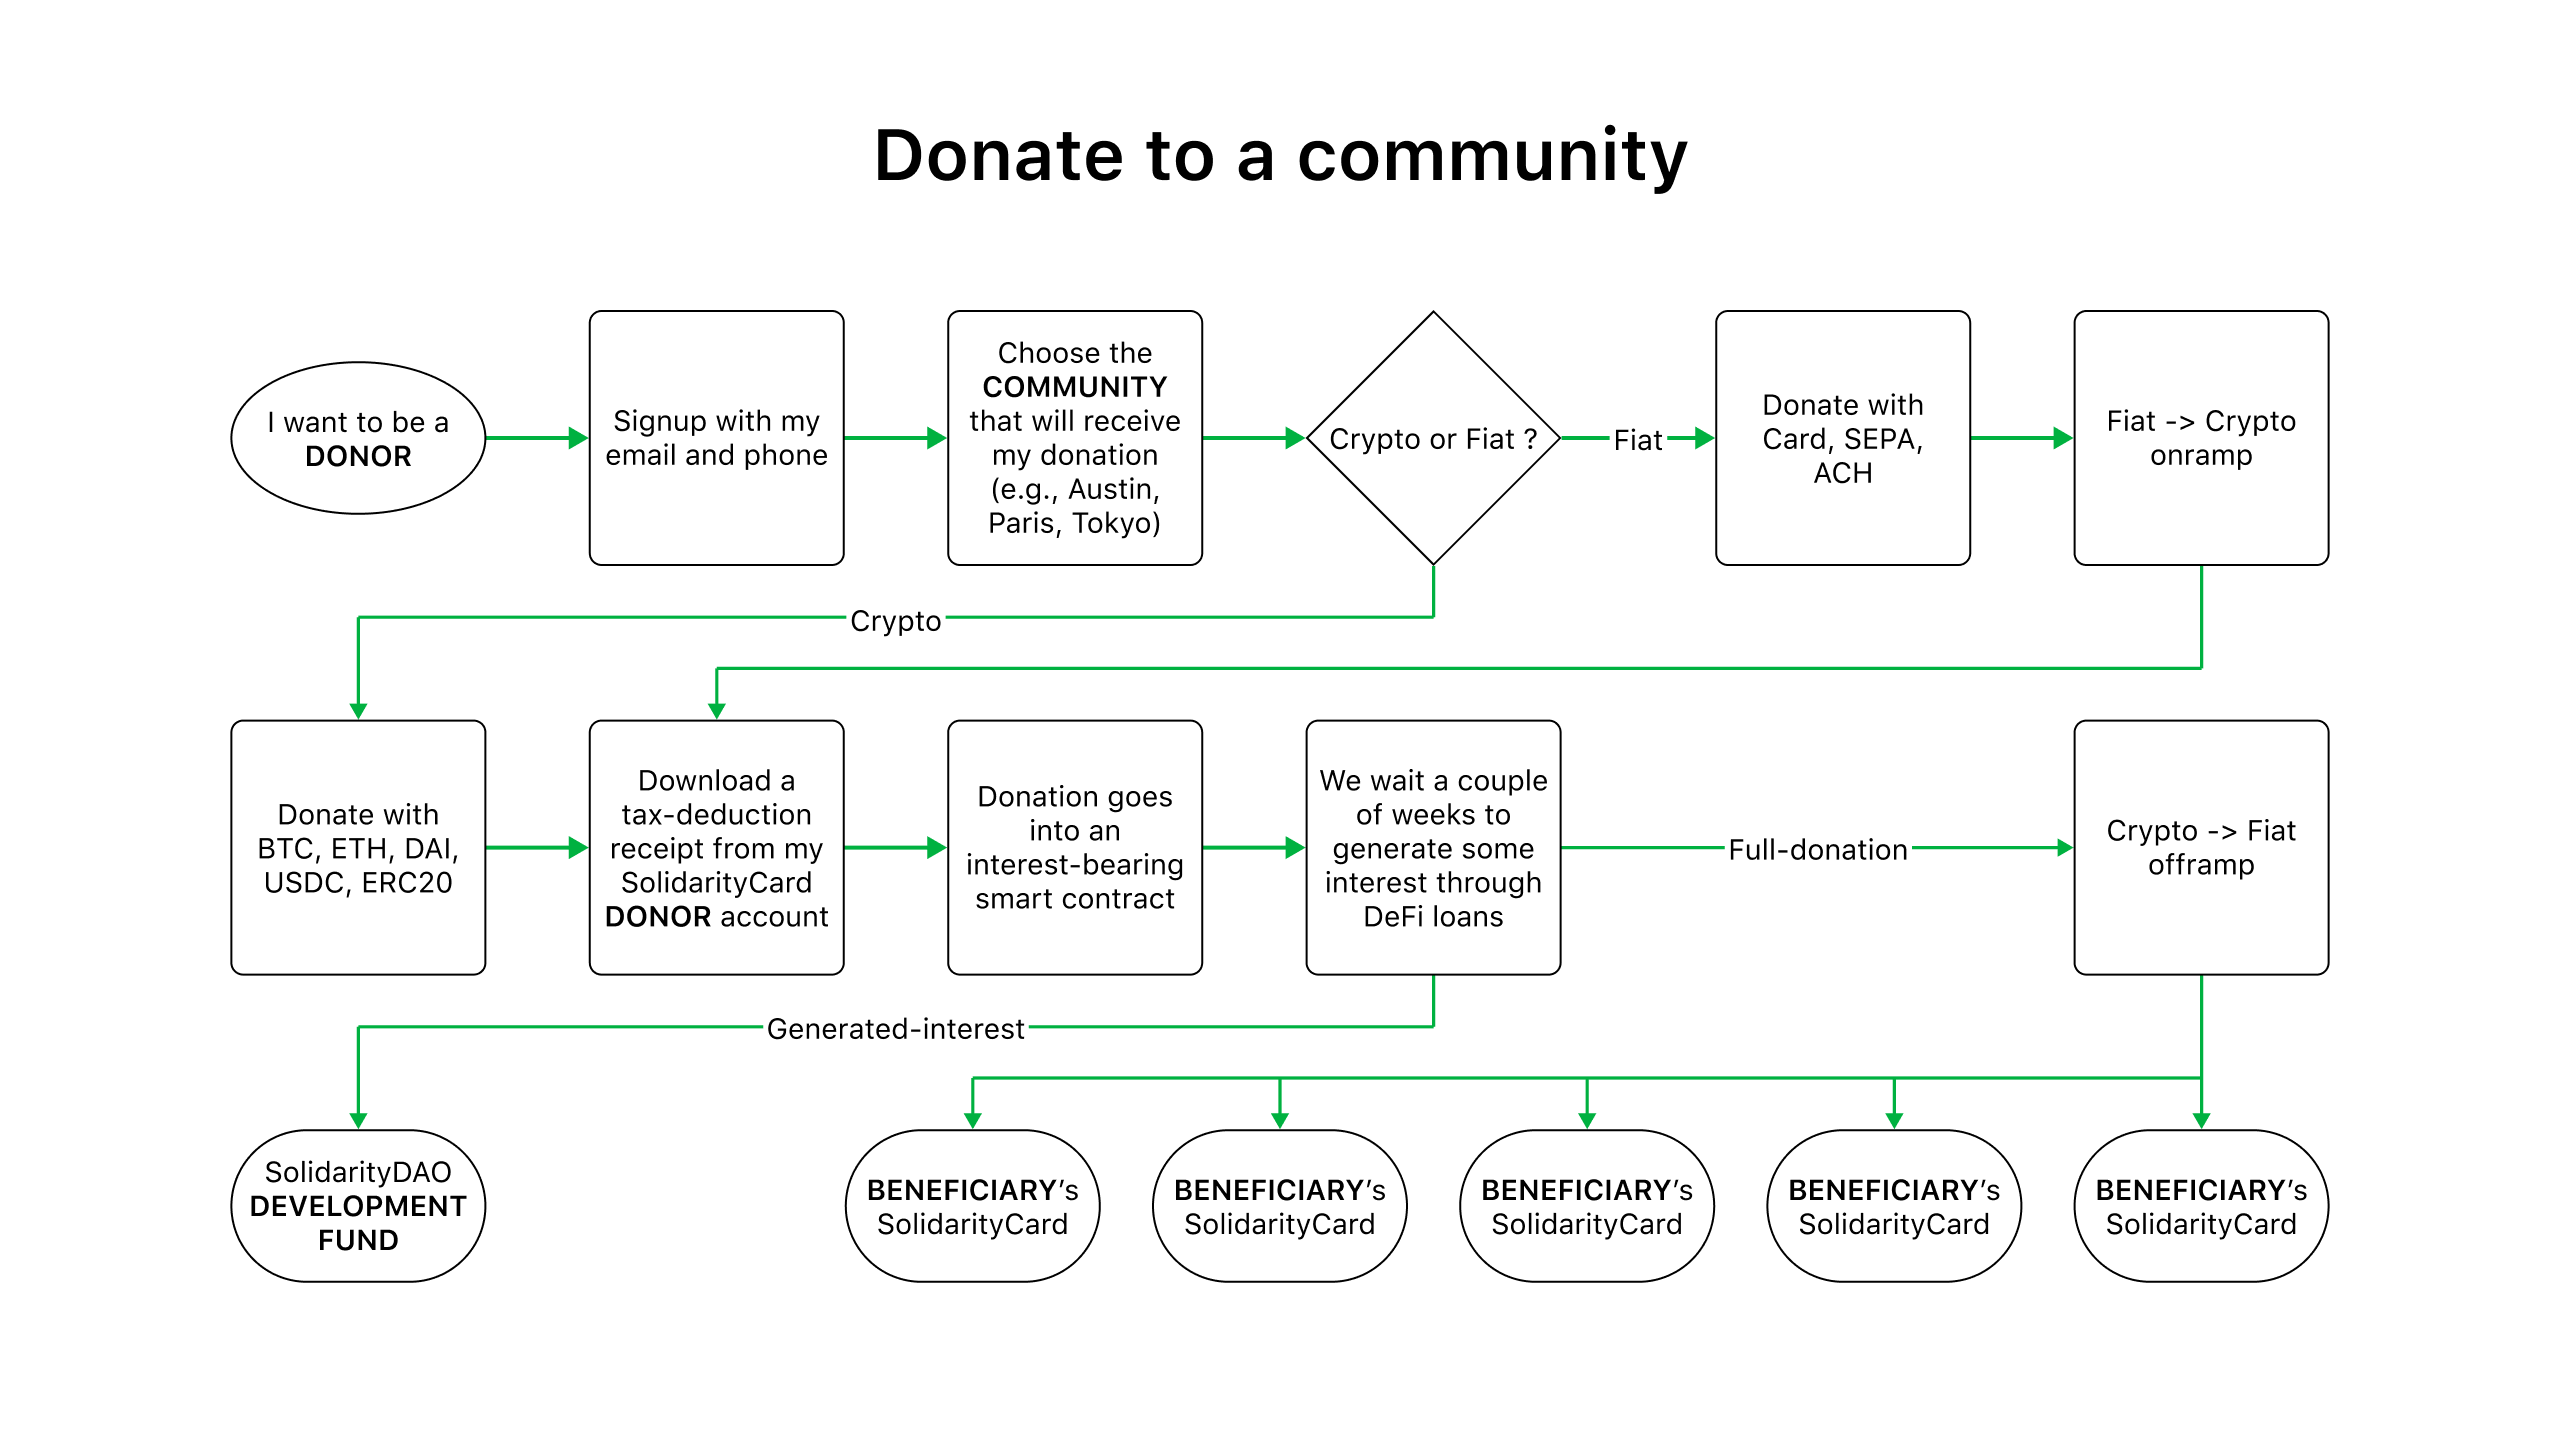 Donate to a community
I want to be a
DONOR
Signup with my
email and phone
Choose the
COMMUNITY
that will receive
my donation
(e.g., Austin,
Paris, Tokyo)
Crypto or Fiat ?
Fiat
Donate with
Card, SEPA,
ACH
Fiat -> Crypto
onramp
Crypto
Donate with
BTC, ETH, DAI,
USDC, ERC20
Download a
tax-deduction
receipt from my
SolidarityCard
DONOR account
Donation goes
into an
interest-bearing
smart contract
We wait a couple
of weeks to
generate some
interest through
DeFi loans
Full-donation
Crypto -> Fiat
offramp
Generated-interest
SolidarityDAO
DEVELOPMENT
FUND
BENEFICIARY’s
SolidarityCard
BENEFICIARY’s
SolidarityCard
BENEFICIARY’s
SolidarityCard
BENEFICIARY’s
SolidarityCard
BENEFICIARY’s
SolidarityCard